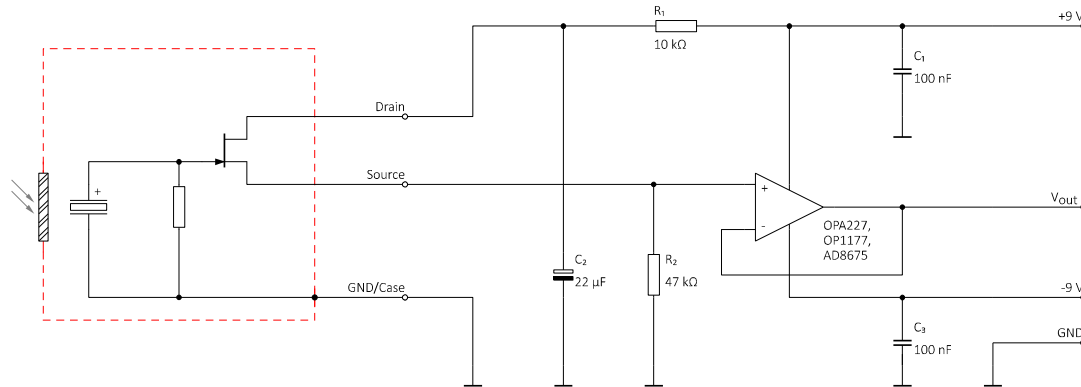 R₁
10 kΩ
+9 V
C₁
100 nF
Drain
Source
+
+
-
Vout
OPA227,
OP1177,
AD8675
C₂
22 µF
R₂
47 kΩ
GND/Case
-9 V
C₃
100 nF
GND